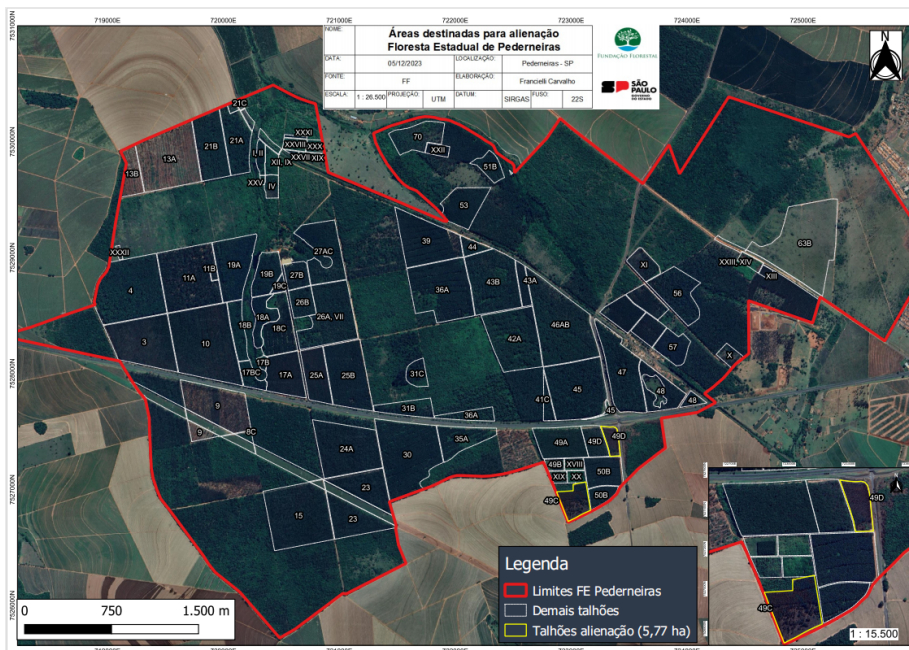 719000E 720000E 721000E 722000E 723000E 724000E 725000E
7531000N
7530000N
7529000N
7528000N
7527000N
7526000N
NOME:
Áreas destinadas para alienação
Floresta Estadual de Pederneiras
DATA:
05/12/2023
LOCALIZAÇÃO:
Pederneiras - SP
FONTE:
FF
ELABORAÇÃO:
Francielli Carvalho
ESCALA:
1 : 26.500
PROJEÇÃO:
UTM
DATUM:
SIRGAS
FUSO:
22S
FUNDAÇÃO FLORESTAL
SP
SÃO
PAULO
GOVERNO
DO ESTADO
N
21C
XXXI
XXVIII
XXX
XXVII
XIX
13A
13B
21B
21A
I, II
XII, IX
XXV
IV
70
XXII
51B
53
XXXII
4
11A
11B
19A
19B
19C
27B
27AC
26B
26A, VII
39
44
36A
43B
43A
XI
56
XXIII, XIV
XIII
63B
3
10
18B
18A
18C
17B
17BC
17A
25A
25B
31C
42A
46AB
57
X
47
48
48
9
9
8C
31B
36A
41C
45
45
24A
30
35A
49A
49D
49D
49B
XVIII
XIX
XX
50B
49C
50B
15
23
23
Legenda
Limites FE Pederneiras
Demais talhões
Talhões alienação (5,77 ha)
0 750 1.500 m
49D
49C
1 : 15.500